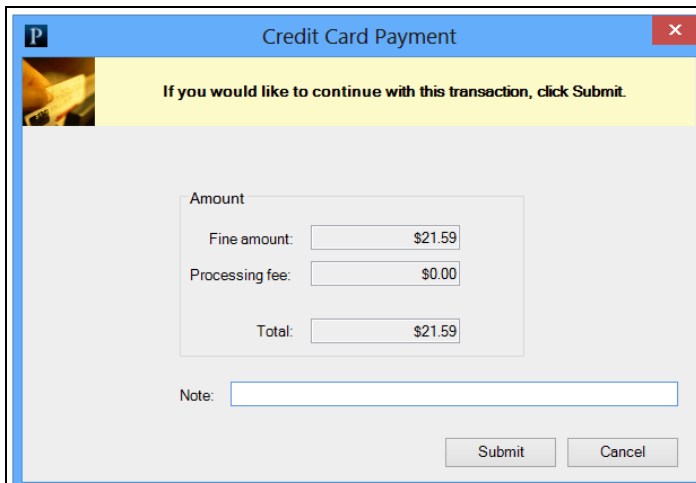 P
Credit Card Payment
If you would like to continue with this transaction, click Submit.
Amount
Fine amount: $21.59
Processing fee: $0.00
Total: $21.59
Note:
Submit Cancel